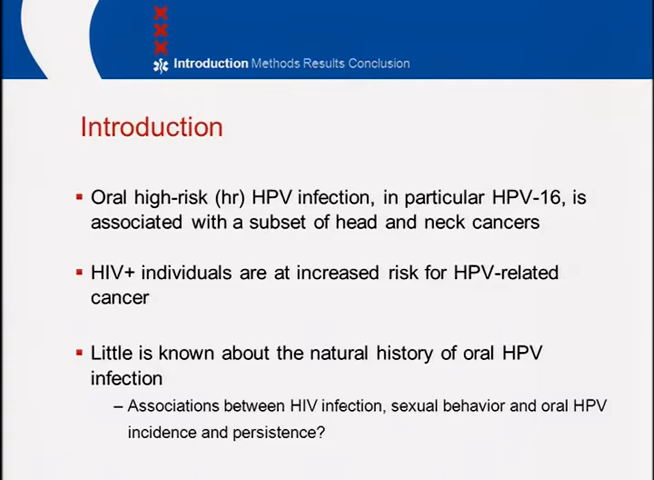 Introduction Methods Results Conclusion
Introduction
Oral high-risk (hr) HPV infection, in particular HPV-16, is
associated with a subset of head and neck cancers
HIV+ individuals are at increased risk for HPV-related
cancer
Little is known about the natural history of oral HPV
infection
– Associations between HIV infection, sexual behavior and oral HPV
incidence and persistence?